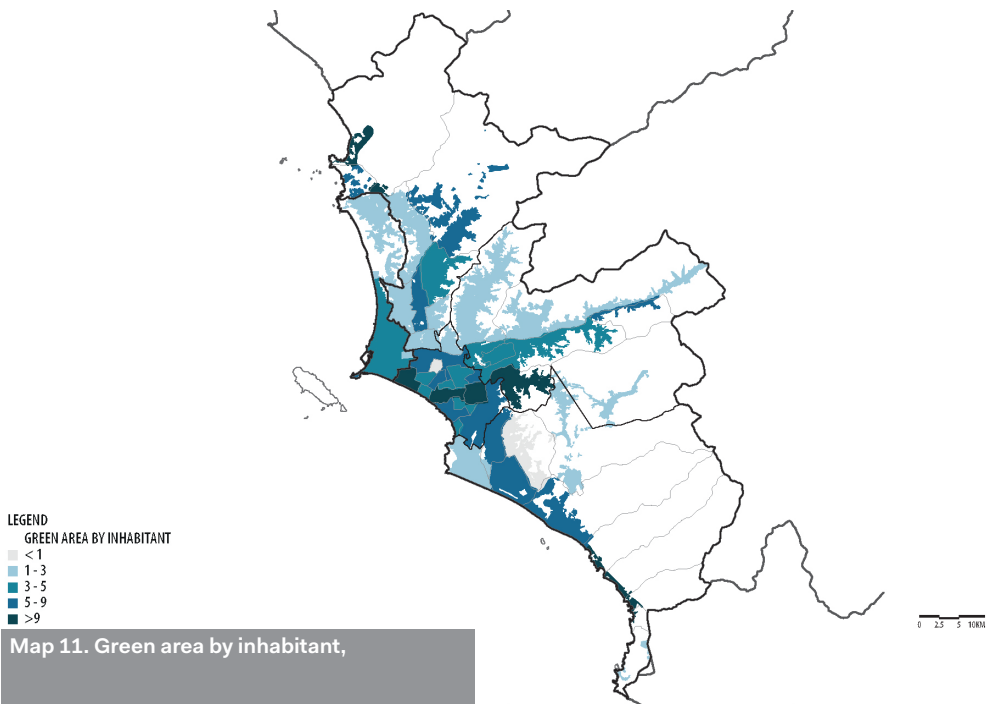 LEGEND
GREEN AREA BY INHABITANT
< 1
1 - 3
3 - 5
5 - 9
>9
0 2.5 5 10KM
Map 11. Green area by inhabitant,